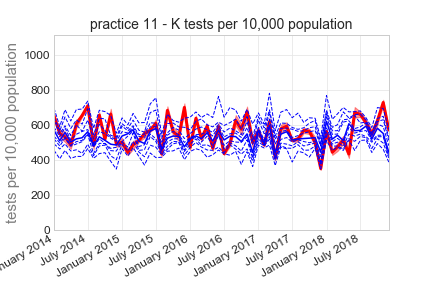 practice 11 - K tests per 10,000 population
tests per 10,000 population
1000
800
600
400
200
0
nuary 2014
July 2014
January 2015
July 2015
January 2016
July 2016
January 2017
July 2017
January 2018
July 2018